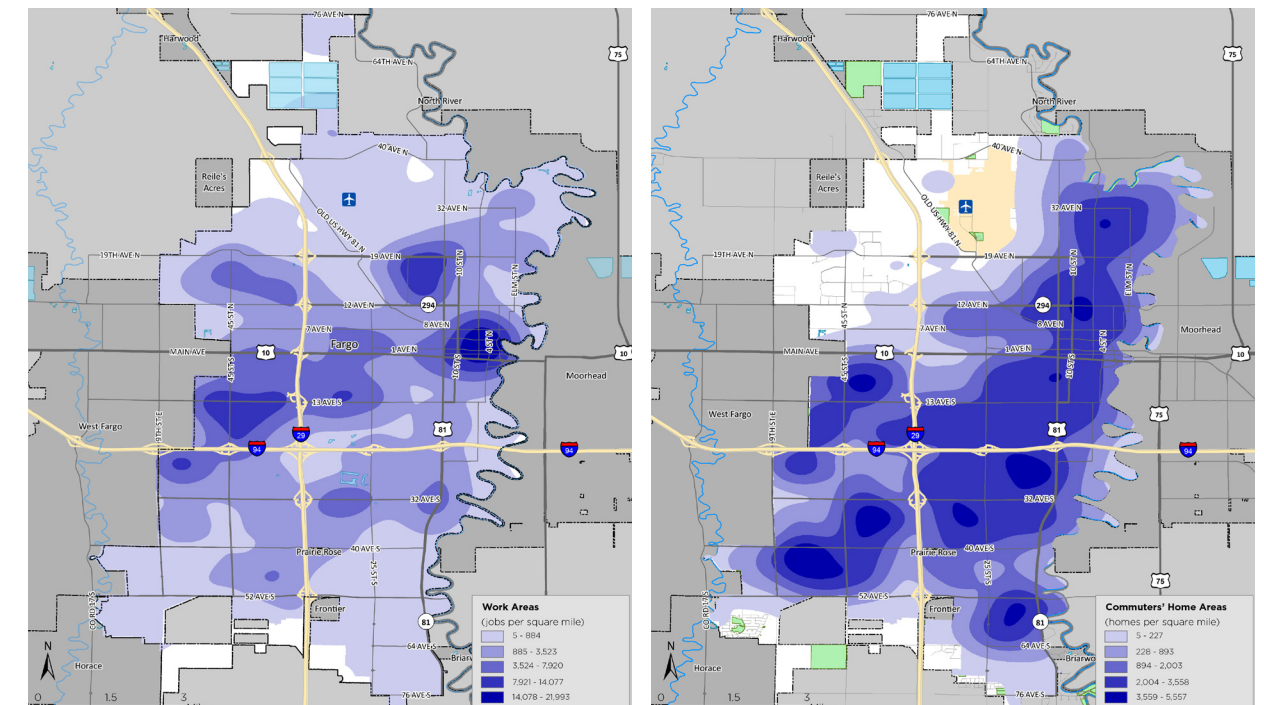 76 AVE N
Harwood
75
64TH AVE N
North River
40 AVE N
Reile's
Acres
32 AVE N
OLD US HWY-81 N
19TH AVE N
19 AVE N
10 ST N
ELM ST N
45 ST N
12 AVE N
294
7 AVE N
8 AVE N
Fargo
4 ST N
MAIN AVE
10
1 AVE N
10
45 ST S
10 ST S
Moorhead
13 AVE S
West Fargo
9TH ST E
29
81
94
94
32 AVE S
Prairie Rose
40 AVE S
25 ST S
52 AVE S
CO RD 17 S
Frontier
81
64 AVE S
N
Horace
Briarw
76 AVE S
0
1.5
3
Work Areas
(jobs per square mile)
5 - 884
885 - 3,523
3,524 - 7,920
7,921 - 14,077
14,078 - 21,993
76 AVE N
Harwood
75
64TH AVE N
North River
40 AVE N
Reile's
Acres
32 AVE N
OLD US HWY-81 N
19TH AVE N
19 AVE N
10 ST N
ELM ST N
45 ST N
12 AVE N
294
7 AVE N
8 AVE N
Moorhead
4 ST N
MAIN AVE
10
1 AVE N
10
45 ST S
10 ST S
13 AVE S
West Fargo
75
9TH ST E
29
81
94
94
32 AVE S
Prairie Rose
40 AVE S
25 ST S
75
52 AVE S
CO RD 17 S
Frontier
81
64 AVE S
N
Horace
Briarwo
76 AVE S
0
1.5
3
Commuters' Home Areas
(homes per square mile)
5 - 227
228 - 893
894 - 2,003
2,004 - 3,558
3,559 - 5,557